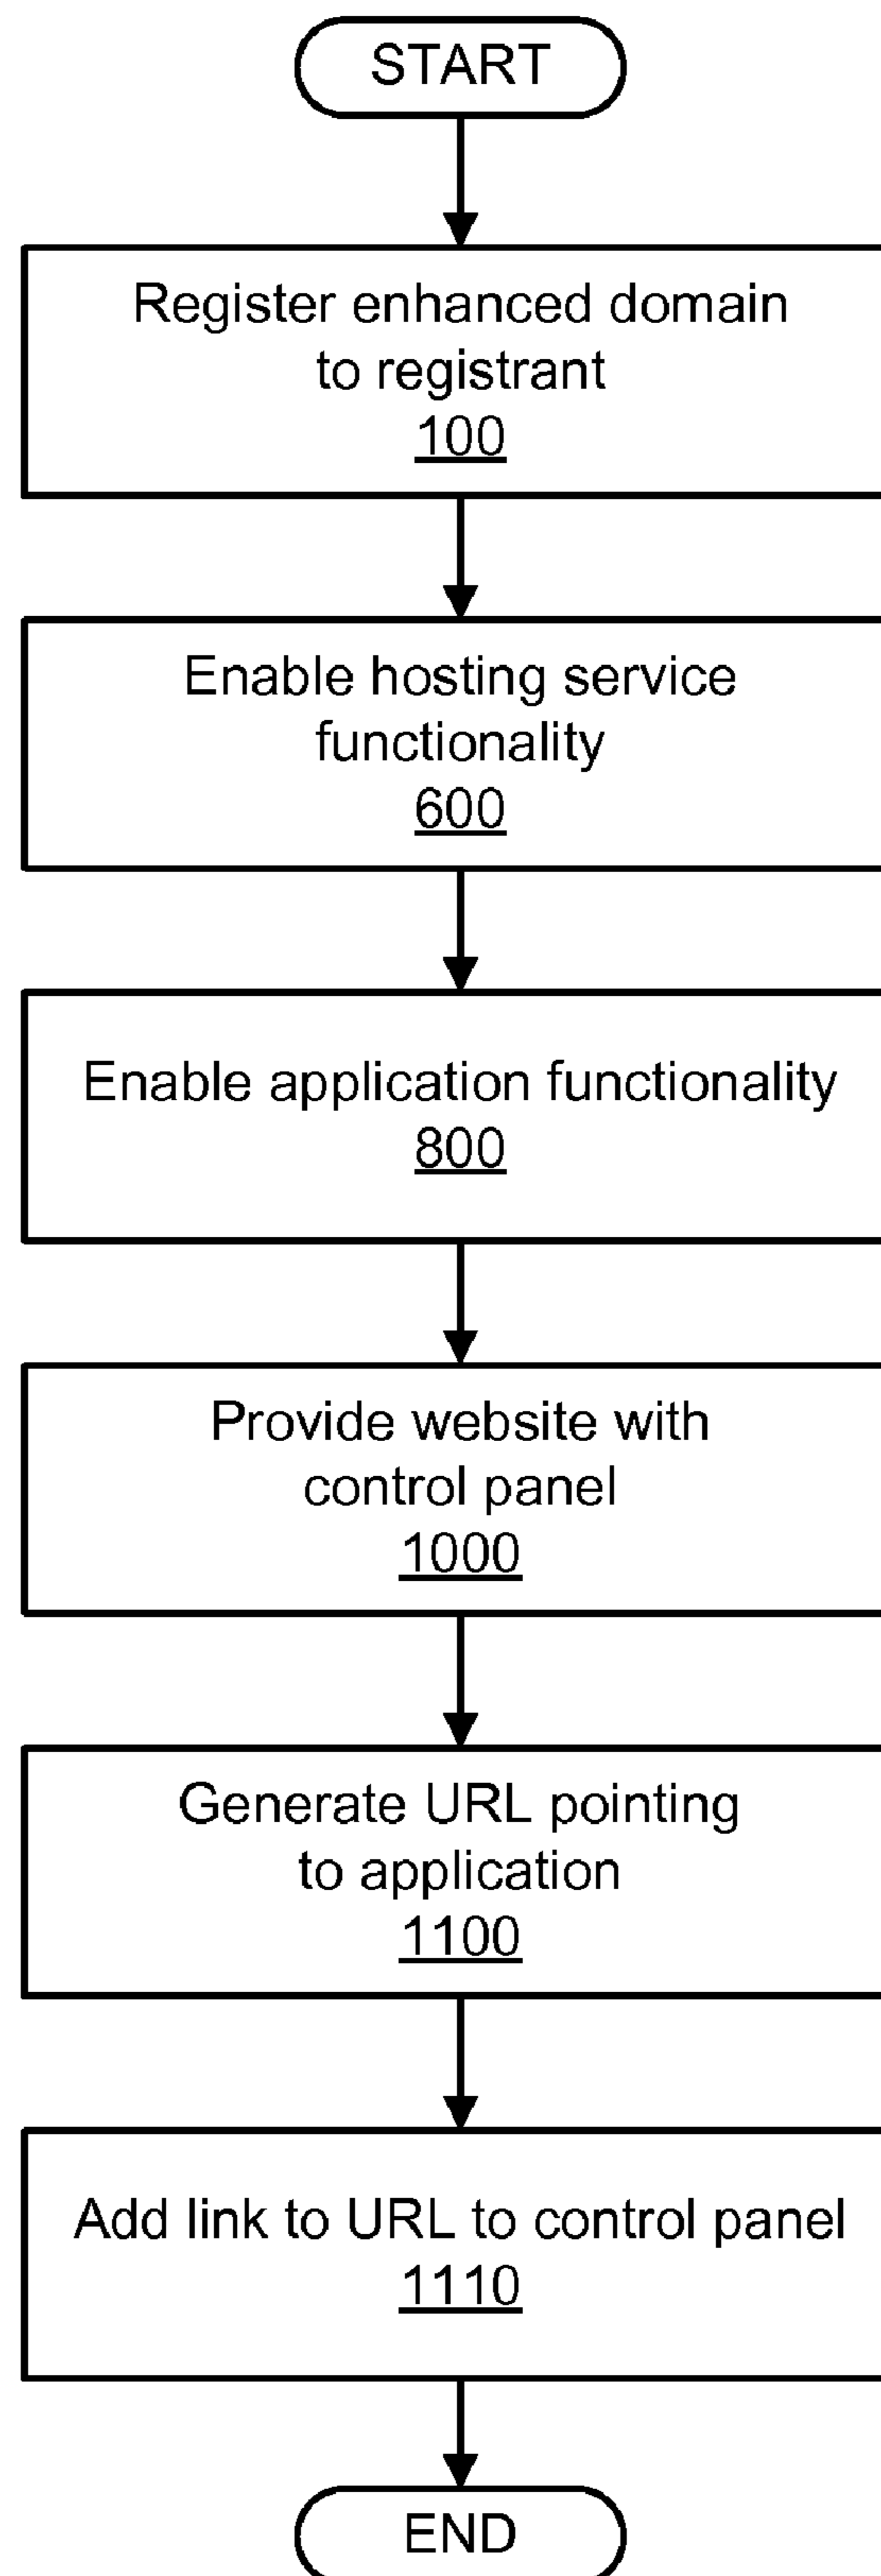 START
Register enhanced domain
to registrant
100
Enable hosting service
functionality
600
Enable application functionality
800
Provide website with
control panel
1000
Generate URL pointing
to application
1100
Add link to URL to control panel
1110
END